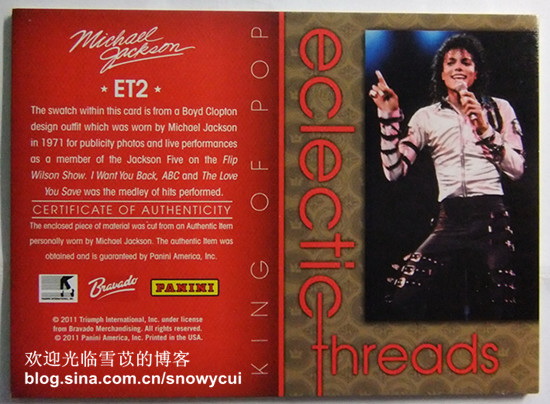 Michael
Jackson
★ ET2 ★
The swatch within this card is from a Boyd Clopton
design outfit which was worn by Michael Jackson
in 1971 for publicity photos and live performances
as a member of the Jackson Five on the Flip
Wilson Show. I Want You Back, ABC and The Love
You Save was the medley of hits performed.
CERTIFICATE OF AUTHENTICITY
The enclosed piece of material was cut from an Authentic Item
personally worn by Michael Jackson. The authentic item was
obtained and is guaranteed by Panini America, Inc.
Bravado
PANINI
© 2011 Triumph International, Inc. under license
from Bravado Merchandising. All rights reserved.
© 2011 Panini America, Inc. Printed in the USA.
KING OF POP
eclectic
threads
欢迎光临雪苡的博客
blog.sina.com.cn/snowycui